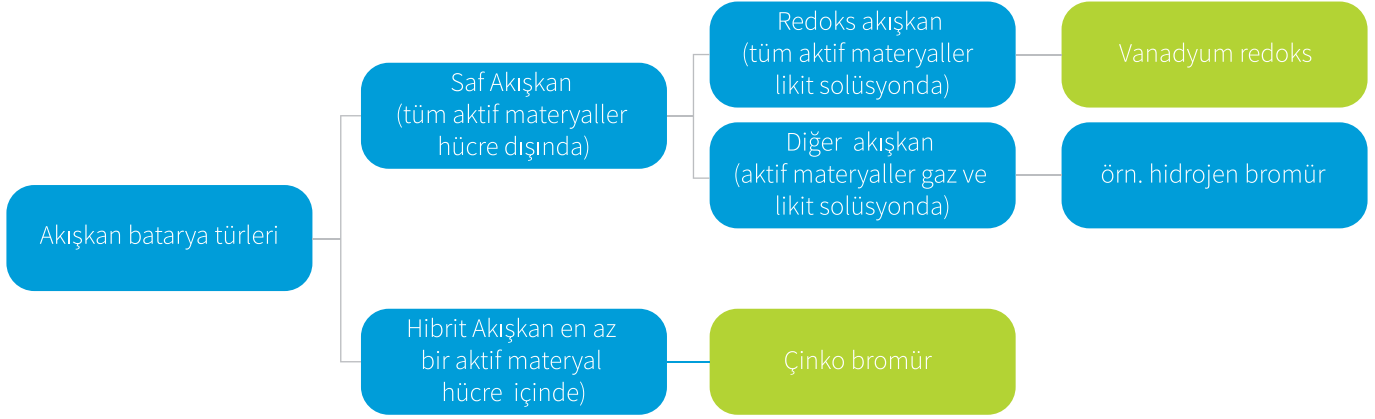 Redoks akışkan
(tüm aktif materyaller
likit solüsyonda)
Vanadyum redoks
Saf Akışkan
(tüm aktif materyaller
hücre dışında)
Diğer  akışkan
(aktif materyaller gaz ve
likit solüsyonda)
örn. hidrojen bromür
Akışkan batarya türleri
Hibrit Akışkan en az
bir aktif materyal
hücre  içinde)
Çinko bromür